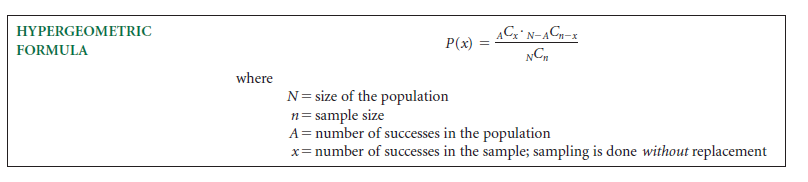 HYPERGEOMETRIC
FORMULA
P(x) = ACx · N−ACn−x / NCn
where
N = size of the population
n = sample size
A = number of successes in the population
x = number of successes in the sample; sampling is done without replacement